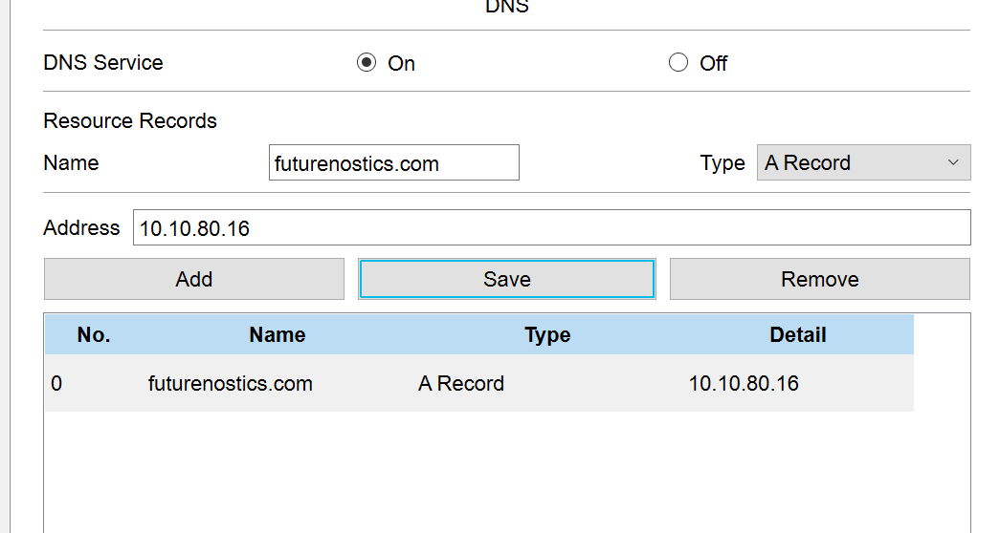 DNS
DNS Service On Off
Resource Records
Name futurenostics.com Type A Record
Address 10.10.80.16
Add Save Remove
No. Name Type Detail
0 futurenostics.com A Record 10.10.80.16